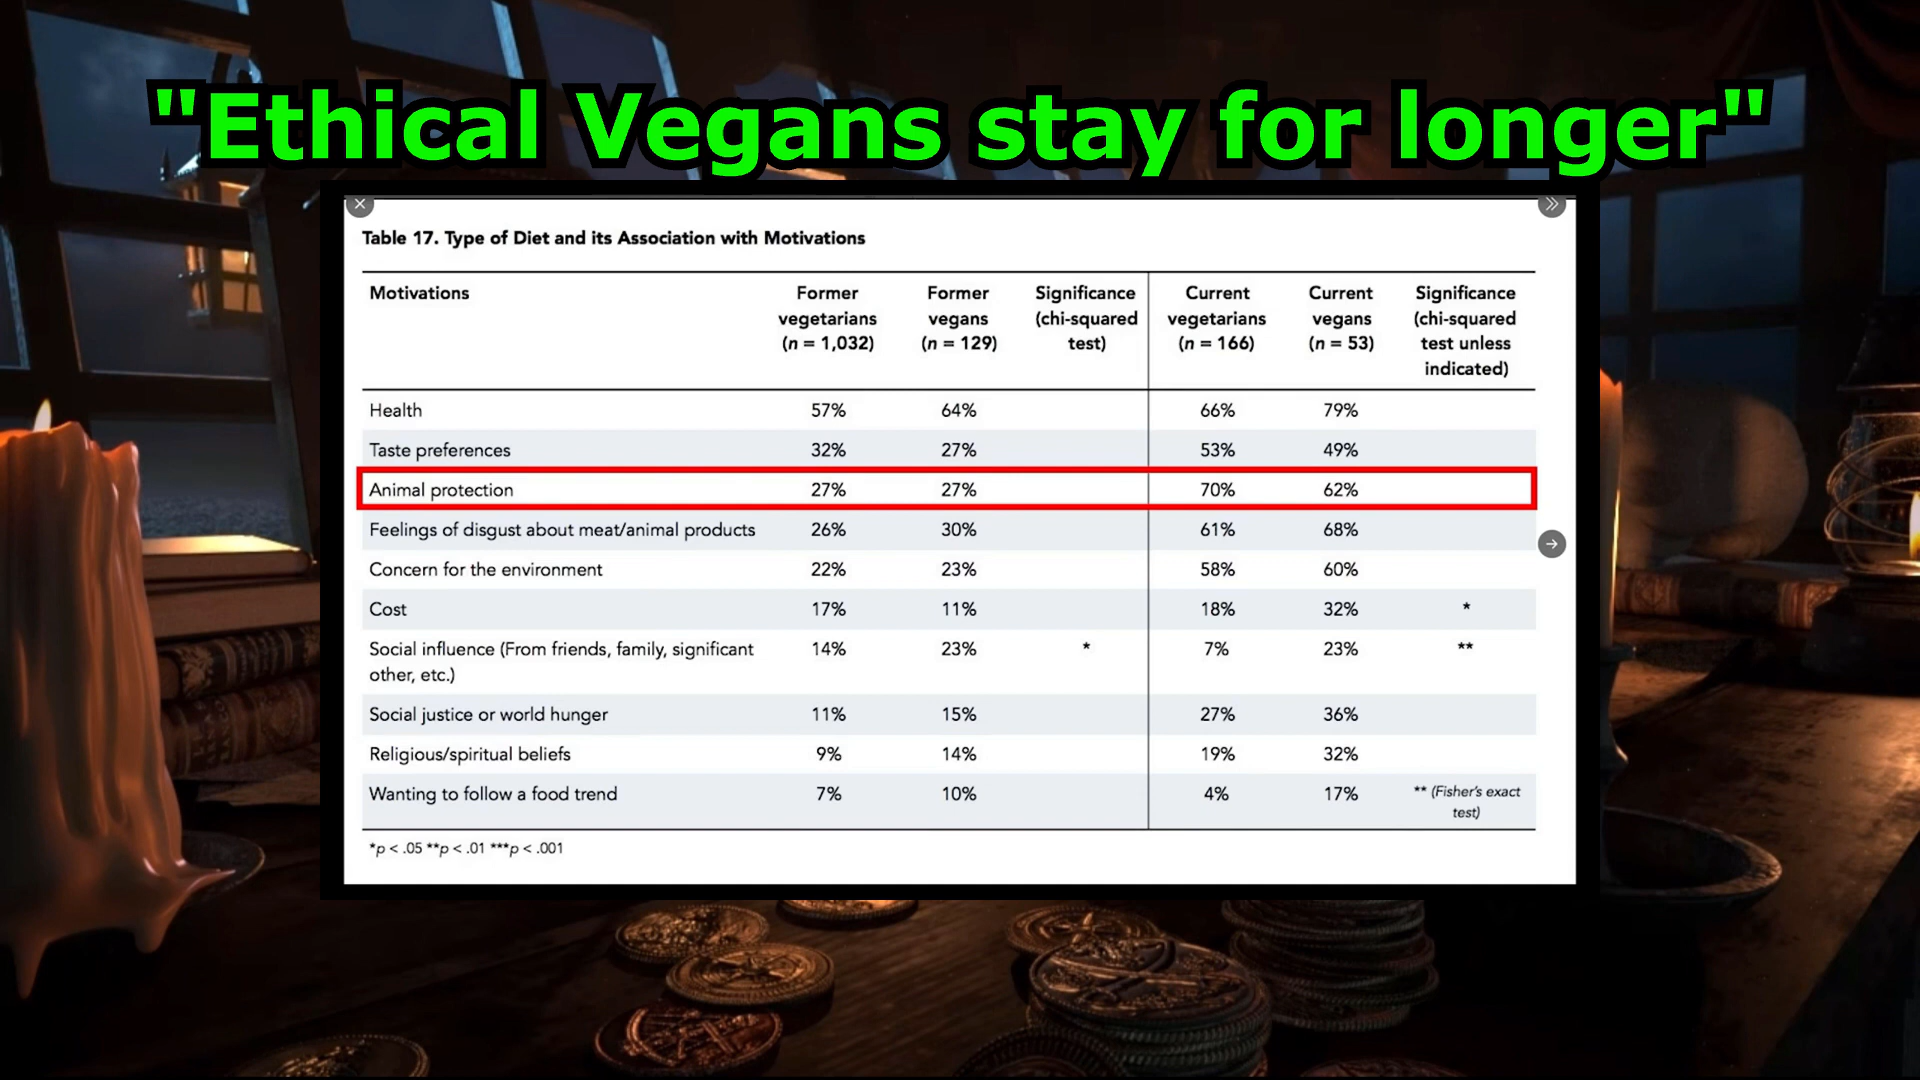 "Ethical Vegans stay for longer"
Table 17. Type of Diet and its Association with Motivations
Motivations Former vegetarians (n = 1,032) Former vegans (n = 129) Significance (chi-squared test) Current vegetarians (n = 166) Current vegans (n = 53) Significance (chi-squared test unless indicated)
Health 57% 64% 66% 79%
Taste preferences 32% 27% 53% 49%
Animal protection 27% 27% 70% 62%
Feelings of disgust about meat/animal products 26% 30% 61% 68%
Concern for the environment 22% 23% 58% 60%
Cost 17% 11% 18% 32% *
Social influence (From friends, family, significant other, etc.) 14% 23% * 7% 23% **
Social justice or world hunger 11% 15% 27% 36%
Religious/spiritual beliefs 9% 14% 19% 32%
Wanting to follow a food trend 7% 10% 4% 17% ** (Fisher's exact test)
*p < .05 **p < .01 ***p < .001